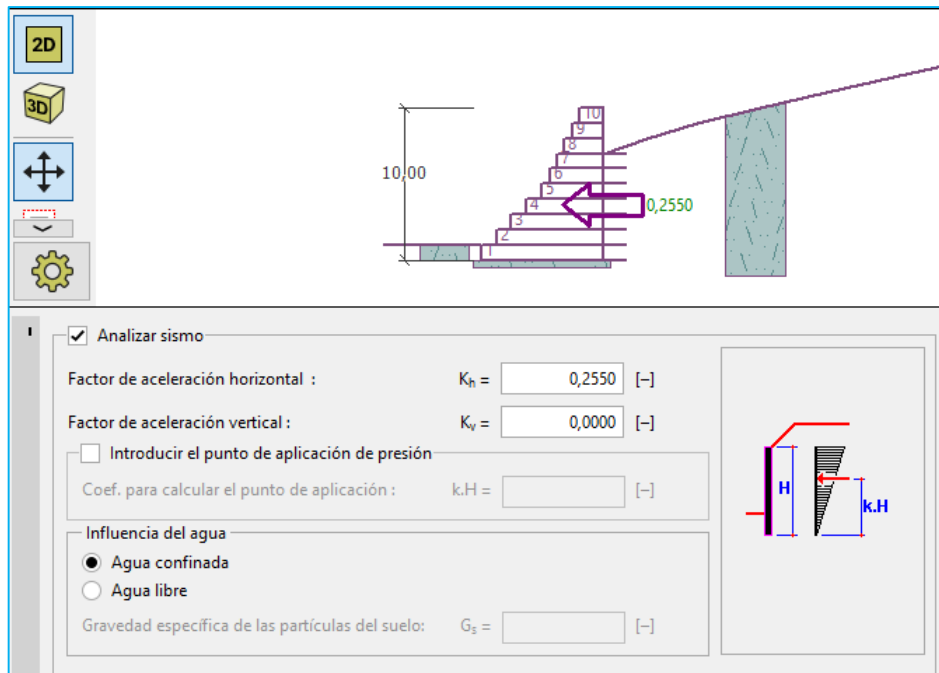 2D
3D
10
9
8
7
6
5
4
3
2
1
10,00
0,2550
Analizar sismo
Factor de aceleración horizontal : Kh = 0,2550 [–]
Factor de aceleración vertical : Kv = 0,0000 [–]
Introducir el punto de aplicación de presión
Coef. para calcular el punto de aplicación : k.H = [–]
Influencia del agua
Agua confinada
Agua libre
Gravedad específica de las partículas del suelo: Gs = [–]
H
k.H